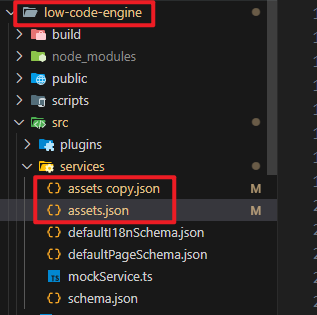 low-code-engine
build
node_modules
public
scripts
src
plugins
services
assets copy.json M
assets.json M
defaultI18nSchema.json
defaultPageSchema.json
mockService.ts
schema.json